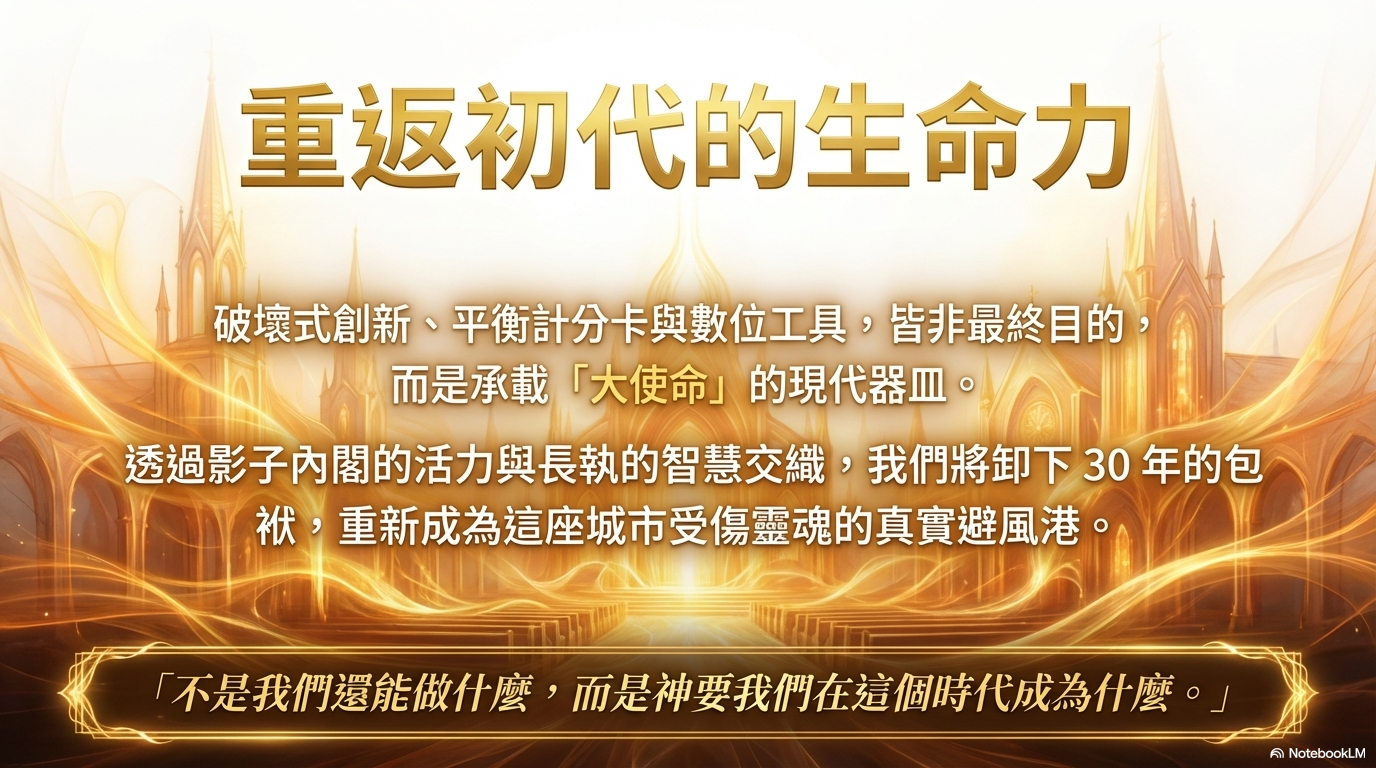 重返初代的生命力
破壞式創新、平衡計分卡與數位工具，皆非最終目的，
而是承載「大使命」的現代器皿。
透過影子內閣的活力與長執的智慧交織，我們將卸下 30 年的包
袱，重新成為這座城市受傷靈魂的真實避風港。
「不是我們還能做什麼，而是神要我們在這個時代成為什麼。」
NotebookLM